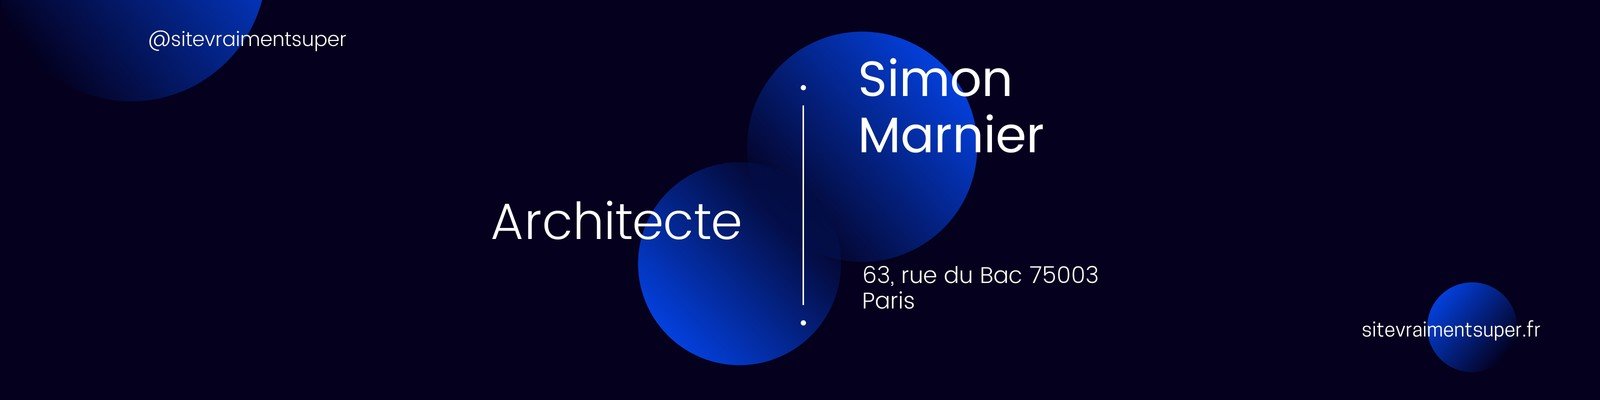 @sitevraimentsuper
Simon
Marnier
Architecte
63, rue du Bac 75003
Paris
sitevraimentsuper.fr